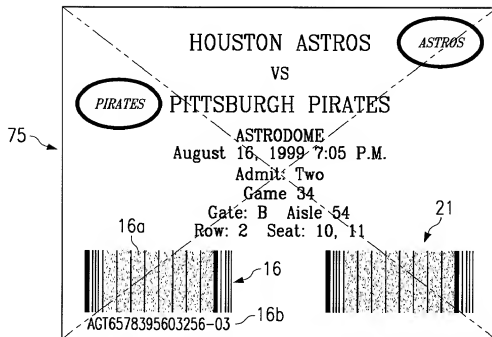 HOUSTON ASTROS
ASTROS
VS
PIRATES
PITTSBURGH PIRATES
75
ASTRODOME
August 16, 1999 7:05 P.M.
Admit: Two
Game 34
Gate: B Aisle 54
Row: 2 Seat: 10, 11
16a
21
16
AGT6578395603256-03
16b